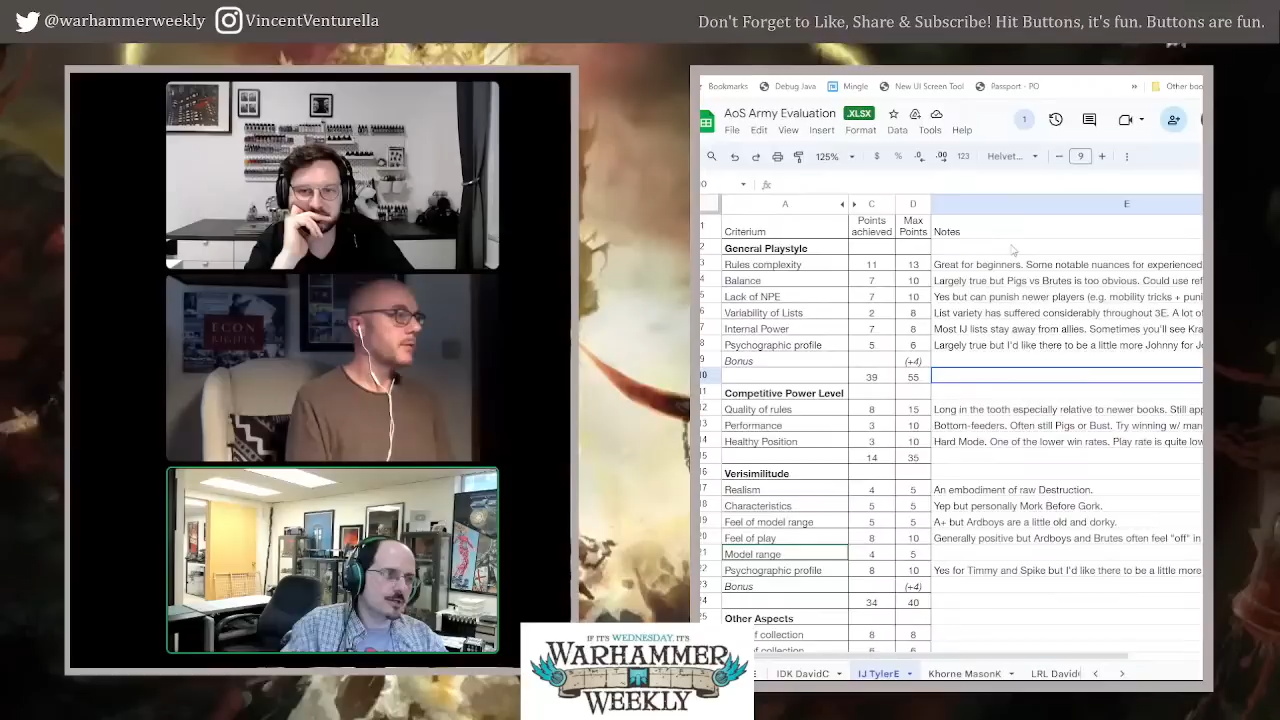 @warhammerweekly VincentVenturella
Don't Forget to Like, Share & Subscribe! Hit Buttons, it's fun. Buttons are fun.
ECON
RIGHTS
IF IT'S WEDNESDAY, IT'S
WARHAMMER
WEEKLY
Bookmarks Debug Java Mingle New UI Screen Tool Passport - PO » Other boo
AoS Army Evaluation .XLSX
1
File Edit View Insert Format Data Tools Help
125% $ % .0 .00 123 Helvet... 9
fx
A C D E
Criterium Points achieved Max Points Notes
General Playstyle
Rules complexity 11 13 Great for beginners. Some notable nuances for experienced
Balance 7 10 Largely true but Pigs vs Brutes is too obvious. Could use ref
Lack of NPE 7 10 Yes but can punish newer players (e.g. mobility tricks + puni
Variability of Lists 2 8 List variety has suffered considerably throughout 3E. A lot of
Internal Power 7 8 Most IJ lists stay away from allies. Sometimes you'll see Kra
Psychographic profile 5 6 Largely true but I'd like there to be a little more Johnny for J
Bonus (+4)
39 55
Competitive Power Level
Quality of rules 8 15 Long in the tooth especially relative to newer books. Still app
Performance 3 10 Bottom-feeders. Often still Pigs or Bust. Try winning w/ man
Healthy Position 3 10 Hard Mode. One of the lower win rates. Play rate is quite low
14 35
Verisimilitude
Realism 4 5 An embodiment of raw Destruction.
Characteristics 5 5 Yep but personally Mork Before Gork.
Feel of model range 5 5 A+ but Ardboys are a little old and dorky.
Feel of play 8 10 Generally positive but Ardboys and Brutes often feel "off" in
Model range 4 5
Psychographic profile 8 10 Yes for Timmy and Spike but I'd like there to be a little more
Bonus (+4)
34 40
Other Aspects
of collection 8 8
IDK DavidC IJ TylerE Khorne MasonK LRL David